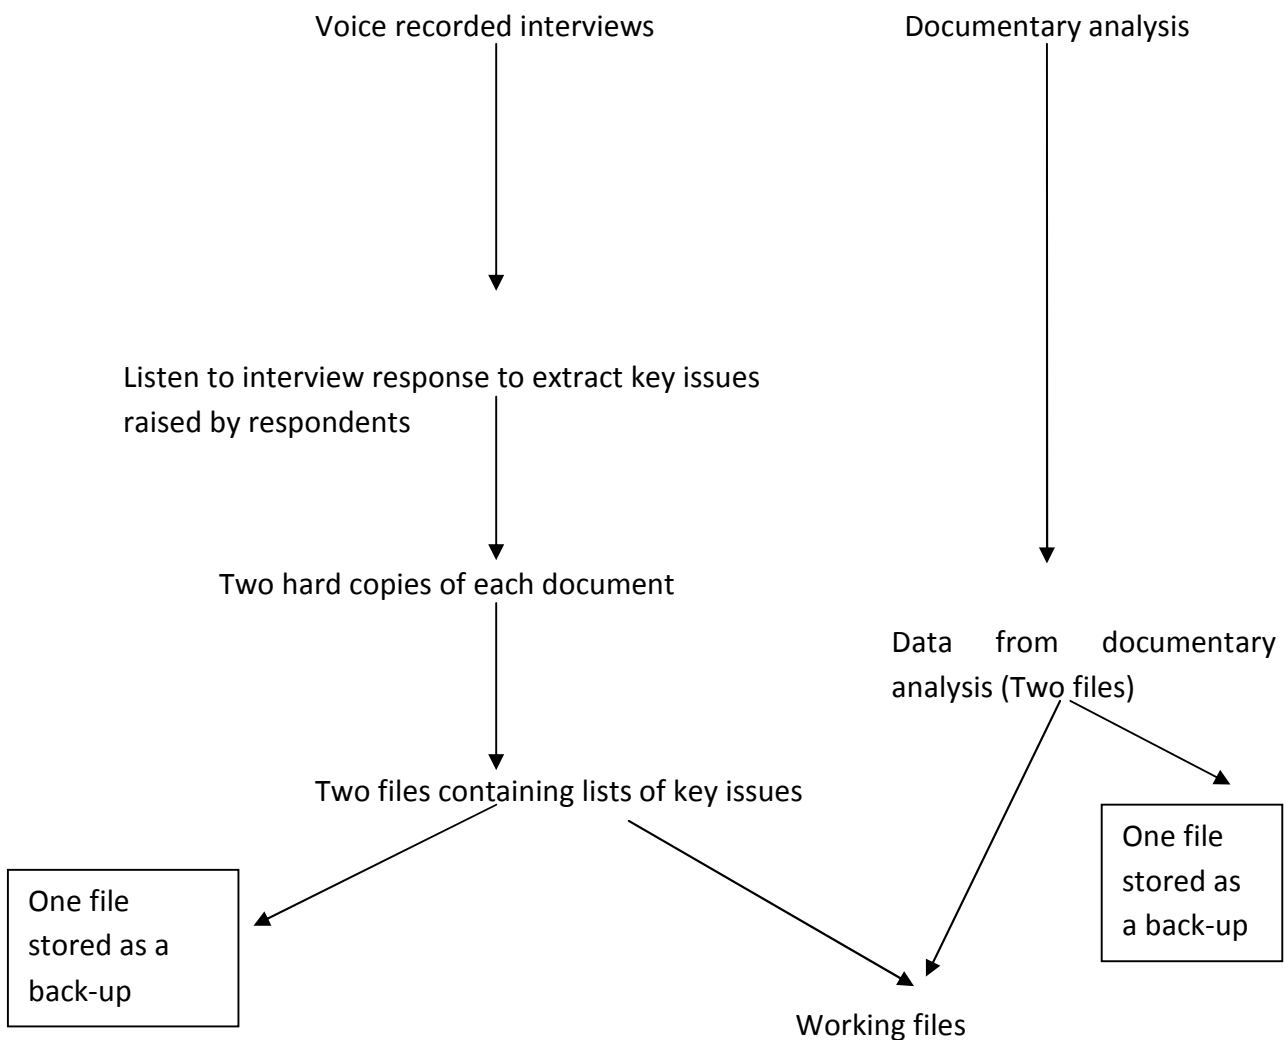 Voice recorded interviews
Documentary analysis
Listen to interview response to extract key issues
raised by respondents
Two hard copies of each document
Data from documentary
analysis (Two files)
Two files containing lists of key issues
One file
stored as
a back-up
One file
stored as a
back-up
Working files